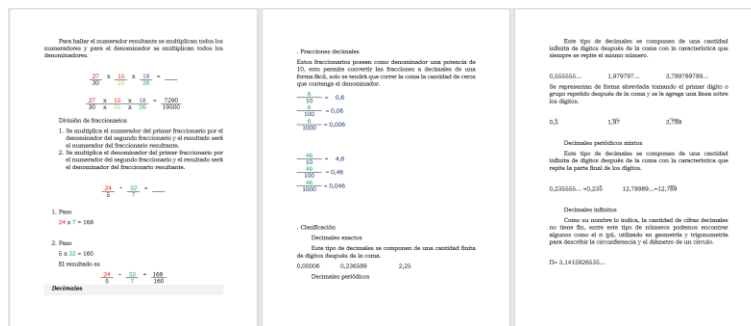 Para hallar el numerador resultante se multiplican todos los
numeradores y para el denominador se multiplican todos los
denominadores.
27/30 x 15/25 x 18/26 = ___
27 x 15 x 18 / 30 x 25 x 26 = 7290/19500
División de fraccionarios
1. Se multiplica el numerador del primer fraccionario por el
denominador del segundo fraccionario y el resultado será
el numerador del fraccionario resultante.
2. Se multiplica el denominador del primer fraccionario por
el numerador del segundo fraccionario y el resultado será
el denominador del fraccionario resultante.
24/5 ÷ 32/7 = ___
1. Paso
24 x 7 = 168
2. Paso
5 x 32 = 160
El resultado es
24/5 ÷ 32/7 = 168/160
Decimales
. Fracciones decimales
Estos fraccionarios poseen como denominador una potencia de
10, esto permite convertir las fracciones a decimales de una
forma fácil, solo se tendrá que correr la coma la cantidad de ceros
que contenga el denominador.
6/10 = 0,6
6/100 = 0,06
6/1000 = 0,006
46/10 = 4,6
46/100 = 0,46
46/1000 = 0,046
. Clasificación
Decimales exactos
Este tipo de decimales se componen de una cantidad finita
de dígitos después de la coma.
0,00006 0,236589 2,25
Decimales periódicos
Este tipo de decimales se componen de una cantidad
infinita de dígitos después de la coma con la característica que
siempre se repite el mismo número.
0,555555... 1,979797... 3,789789789...
Se representan de forma abreviada tomando el primer dígito o
grupo repetido después de la coma y se le agrega una línea sobre
los dígitos.
0,5̅ 1,9̅7̅ 3,7̅8̅9̅
Decimales periódicos mixtos
Este tipo de decimales se componen de una cantidad
infinita de dígitos después de la coma con la característica que
repite la parte final de los dígitos.
0,235555... =0,235̅ 12,78989...=12,78̅9̅
Decimales infinitos
Como su nombre lo indica, la cantidad de cifras decimales
no tiene fin, entre este tipo de números podemos encontrar
algunos como el π (pi), utilizado en geometría y trigonometría
para describir la circunferencia y el diámetro de un círculo.
Π= 3,1415926535...